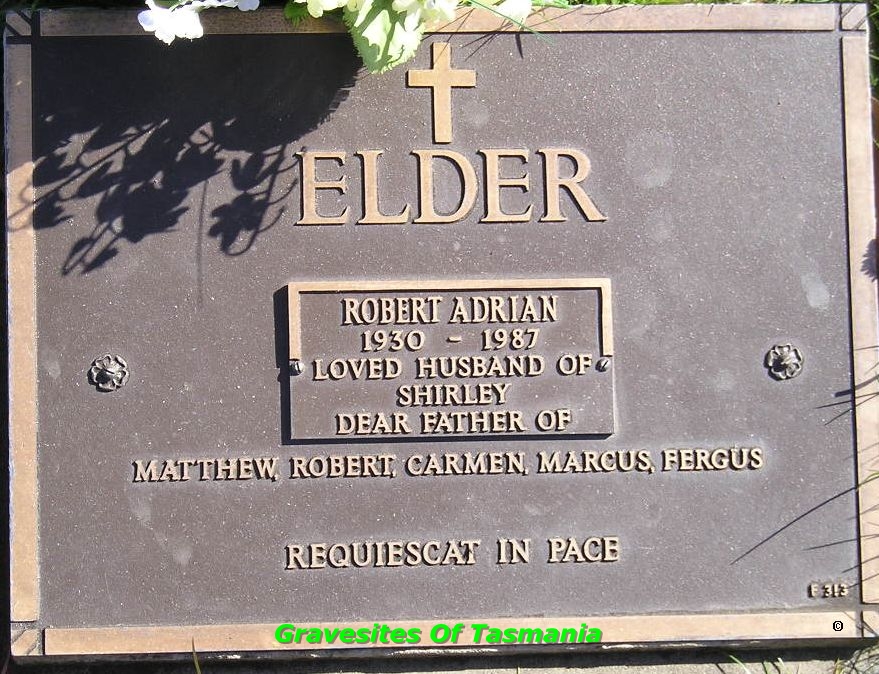 ELDER
ROBERT ADRIAN
1930 - 1987
LOVED HUSBAND OF
SHIRLEY
DEAR FATHER OF
MATTHEW, ROBERT, CARMEN, MARCUS, FERGUS
REQUIESCAT IN PACE
F 313
Gravesites Of Tasmania
©